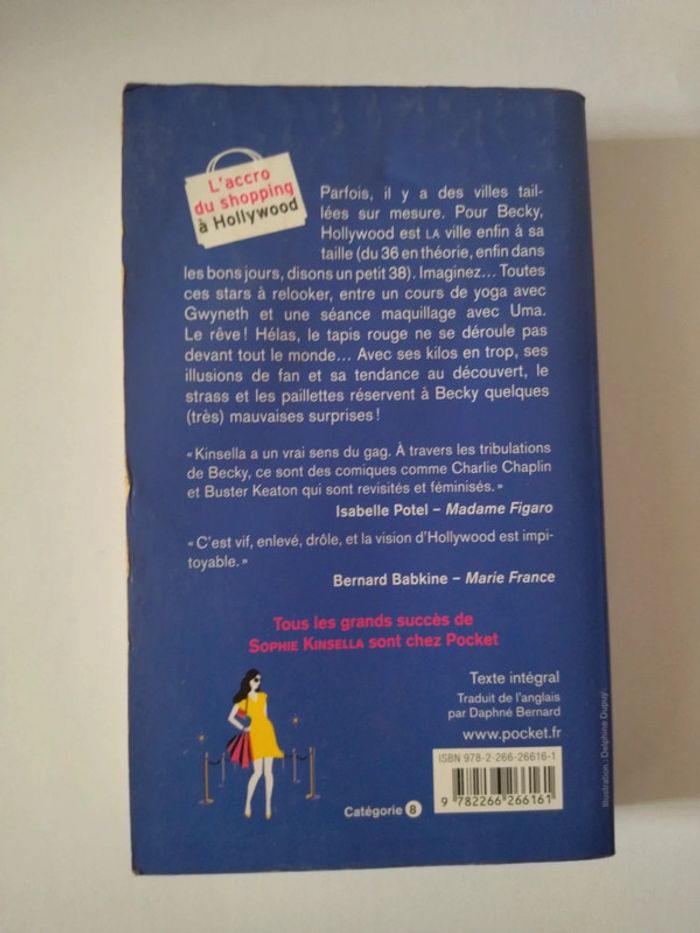 L'accro
du shopping
à Hollywood
Parfois, il y a des villes tail-
lées sur mesure. Pour Becky,
Hollywood est LA ville enfin à sa
taille (du 36 en théorie, enfin dans
les bons jours, disons un petit 38). Imaginez... Toutes
ces stars à relooker, entre un cours de yoga avec
Gwyneth et une séance maquillage avec Uma.
Le rêve ! Hélas, le tapis rouge ne se déroule pas
devant tout le monde... Avec ses kilos en trop, ses
illusions de fan et sa tendance au découvert, le
strass et les paillettes réservent à Becky quelques
(très) mauvaises surprises !
« Kinsella a un vrai sens du gag. À travers les tribulations
de Becky, ce sont des comiques comme Charlie Chaplin
et Buster Keaton qui sont revisités et féminisés. »
Isabelle Potel – Madame Figaro
« C'est vif, enlevé, drôle, et la vision d'Hollywood est impi-
toyable. »
Bernard Babkine – Marie France
Tous les grands succès de
SOPHIE KINSELLA sont chez Pocket
Texte intégral
Traduit de l'anglais
par Daphné Bernard
www.pocket.fr
ISBN 978-2-266-26616-1
9 782266 266161
Catégorie 8
Illustration : Delphine Dupuy.